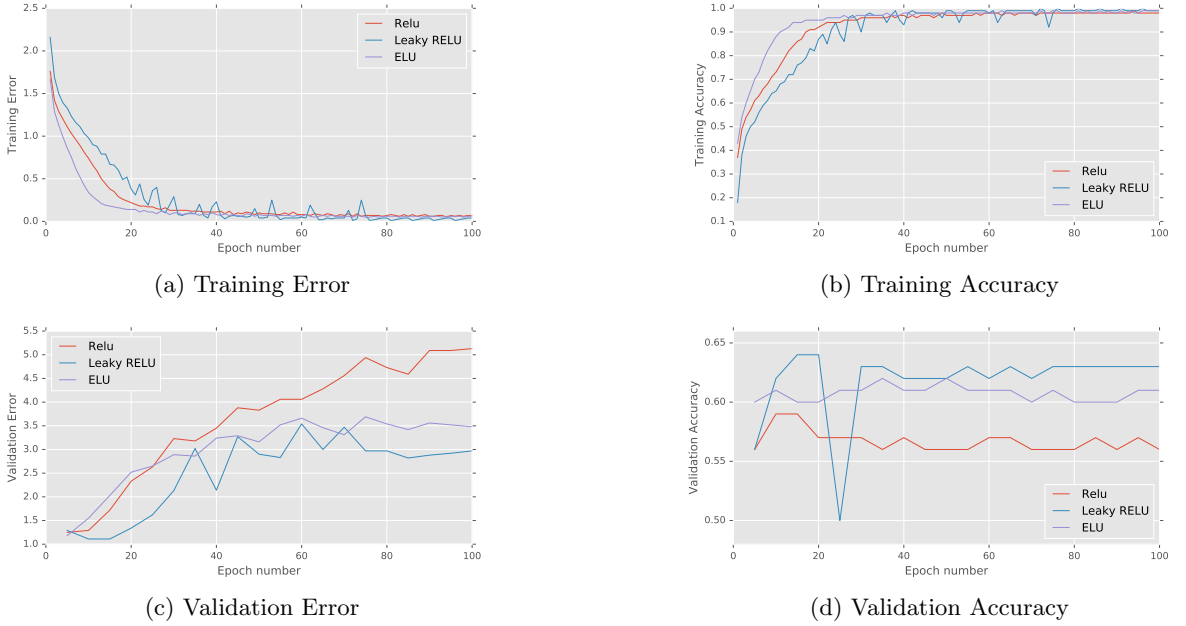 2.5
2.0
1.5
1.0
0.5
0.0
Training Error
0 20 40 60 80 100
Epoch number
Relu
Leaky RELU
ELU
(a) Training Error
1.0
0.9
0.8
0.7
0.6
0.5
0.4
0.3
0.2
0.1
Training Accuracy
0 20 40 60 80 100
Epoch number
Relu
Leaky RELU
ELU
(b) Training Accuracy
5.5
5.0
4.5
4.0
3.5
3.0
2.5
2.0
1.5
1.0
Validation Error
0 20 40 60 80 100
Epoch number
Relu
Leaky RELU
ELU
(c) Validation Error
0.65
0.60
0.55
0.50
Validation Accuracy
0 20 40 60 80 100
Epoch number
Relu
Leaky RELU
ELU
(d) Validation Accuracy